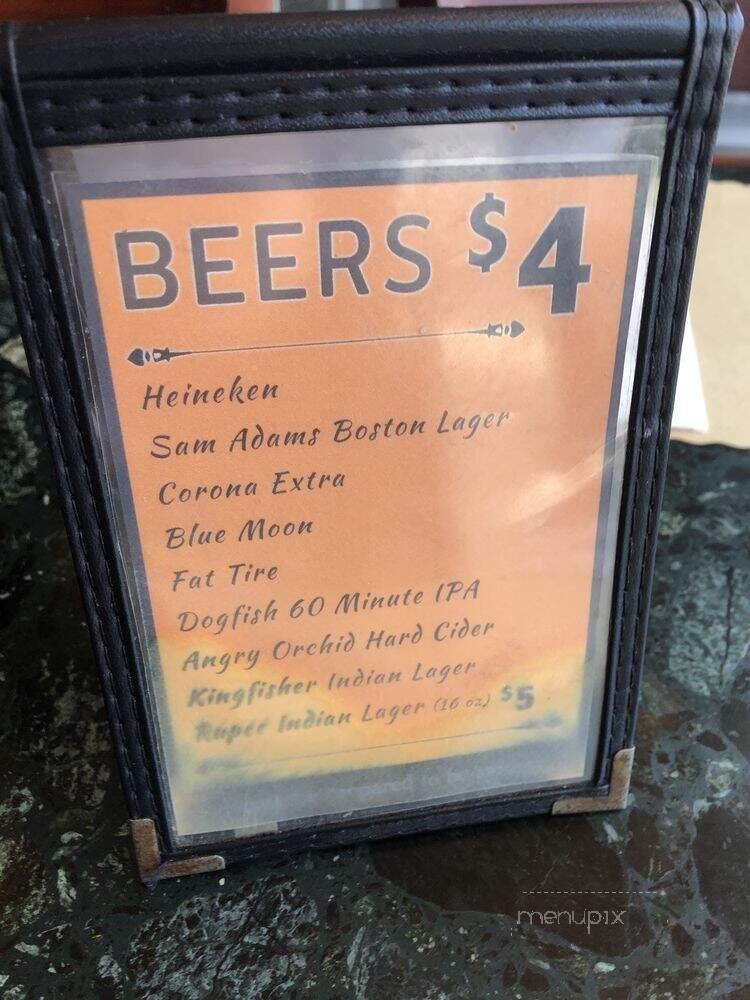 BEERS $4
Heineken
Sam Adams Boston Lager
Corona Extra
Blue Moon
Fat Tire
Dogfish 60 Minute IPA
Angry Orchid Hard Cider
Kingfisher Indian Lager
Rupee Indian Lager (16 oz) $5
menupix